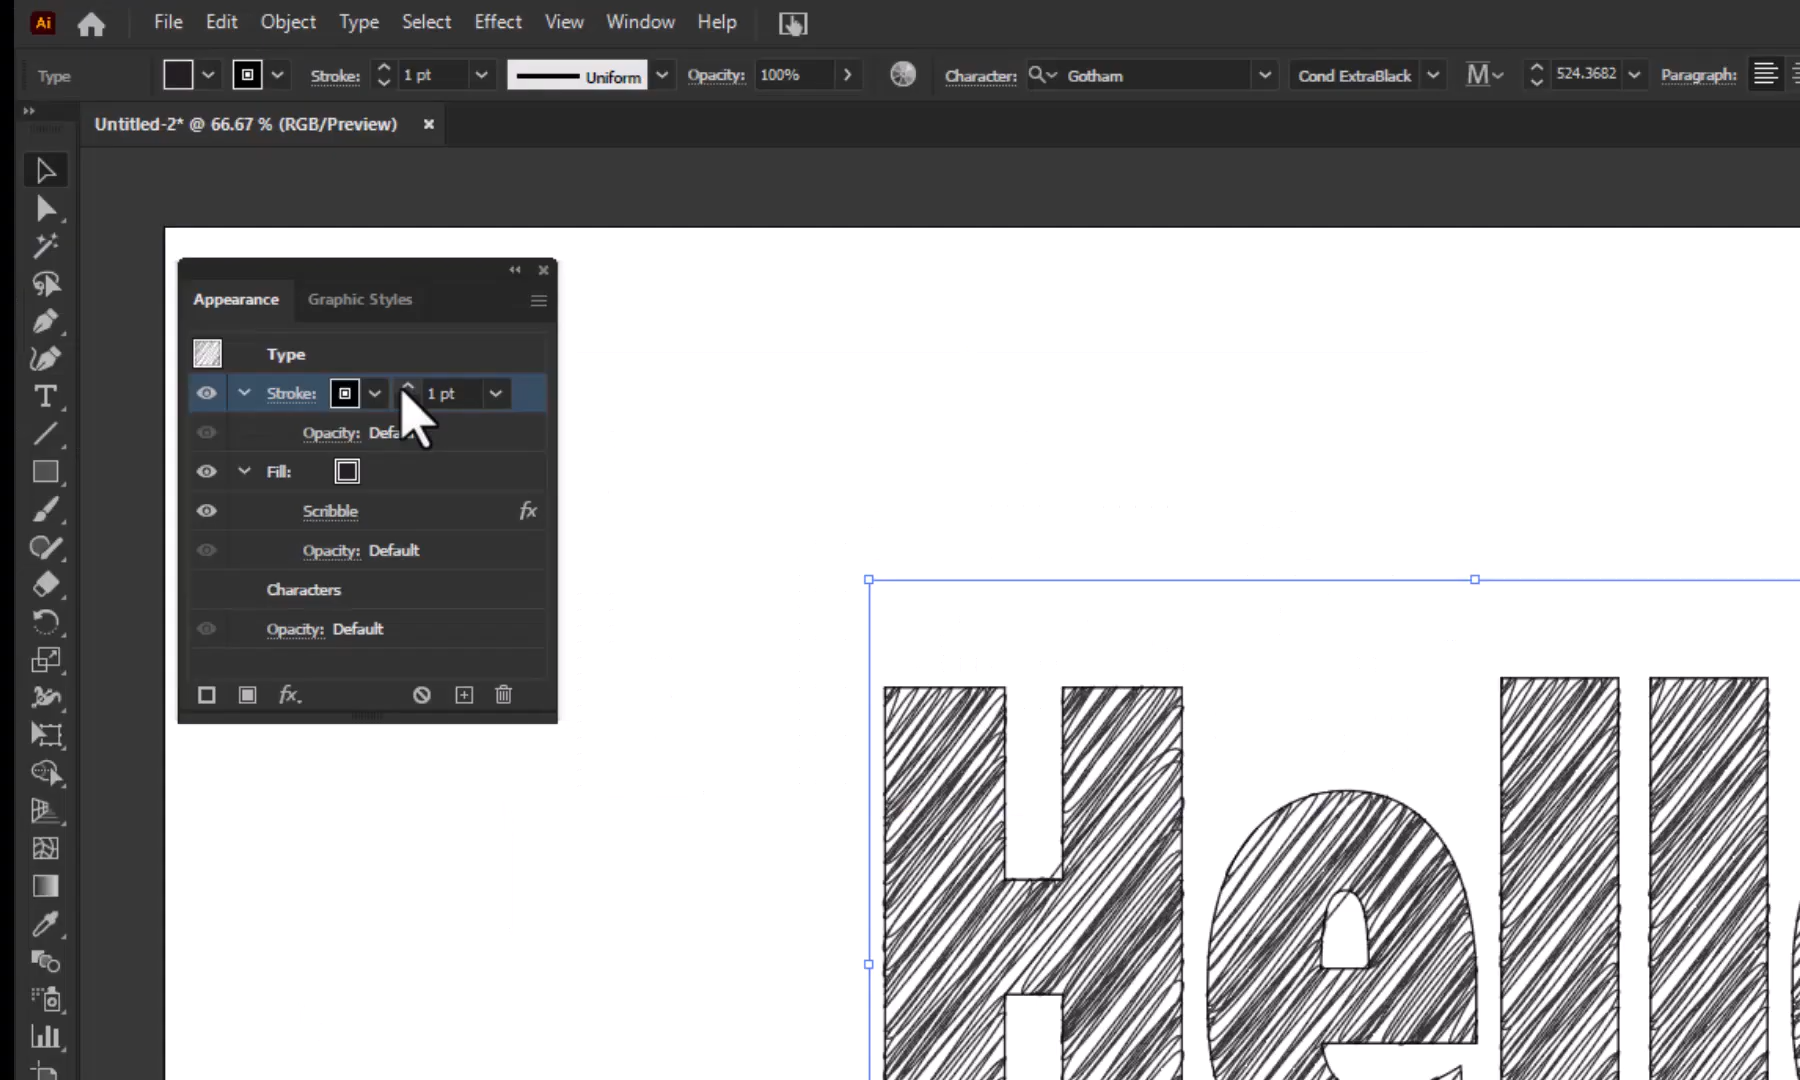 Ai File Edit Object Type Select Effect View Window Help
Type Stroke: 1 pt Uniform Opacity: 100% Character: Gotham Cond ExtraBlack 524.3682 Paragraph:
Untitled-2* @ 66.67 % (RGB/Preview)
Appearance Graphic Styles
Type
Stroke: 1 pt
Opacity:
Fill:
Scribble fx
Opacity: Default
Characters
Opacity: Default
fx.
Hell